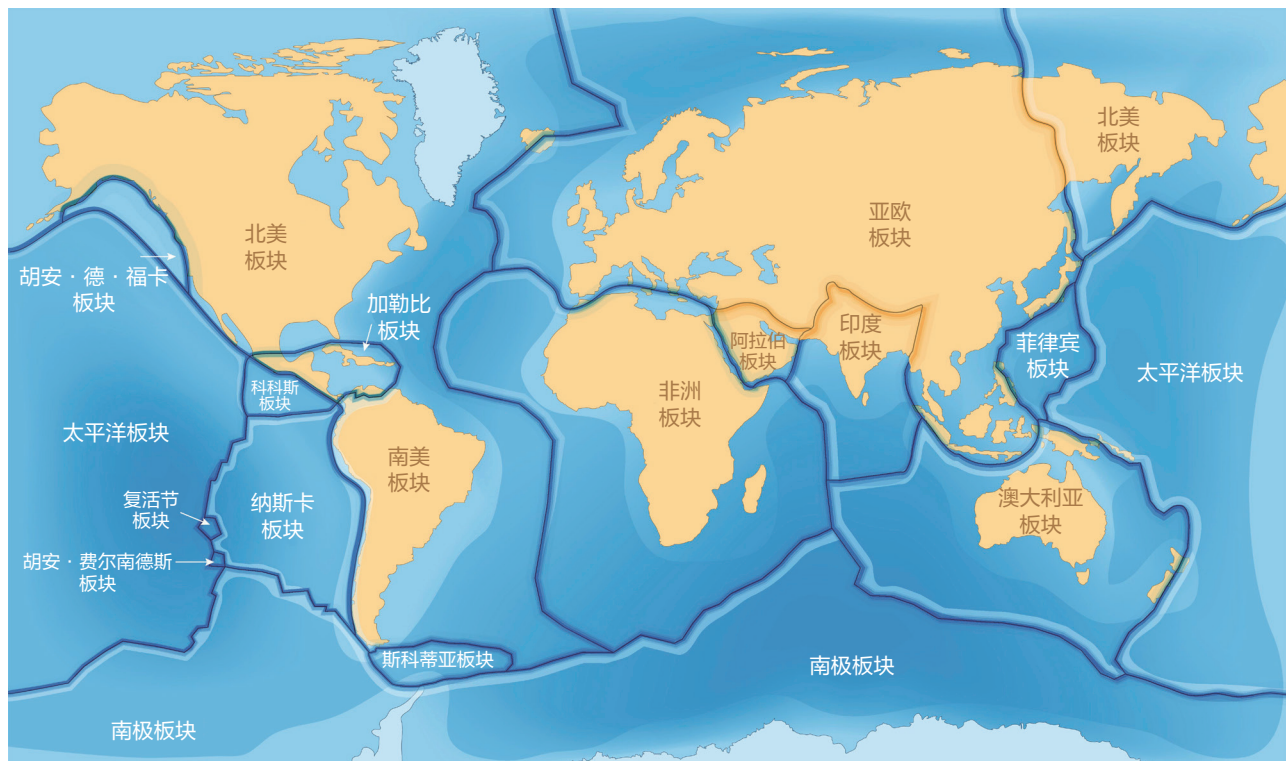 北美
板块
北美
板块
亚欧
板块
胡安·德·福卡
板块
加勒比
板块
阿拉伯
板块
印度
板块
菲律宾
板块
太平洋板块
科科斯
板块
非洲
板块
太平洋板块
南美
板块
复活节
板块
纳斯卡
板块
澳大利亚
板块
胡安·费尔南德斯
板块
斯科蒂亚板块
南极板块
南极板块